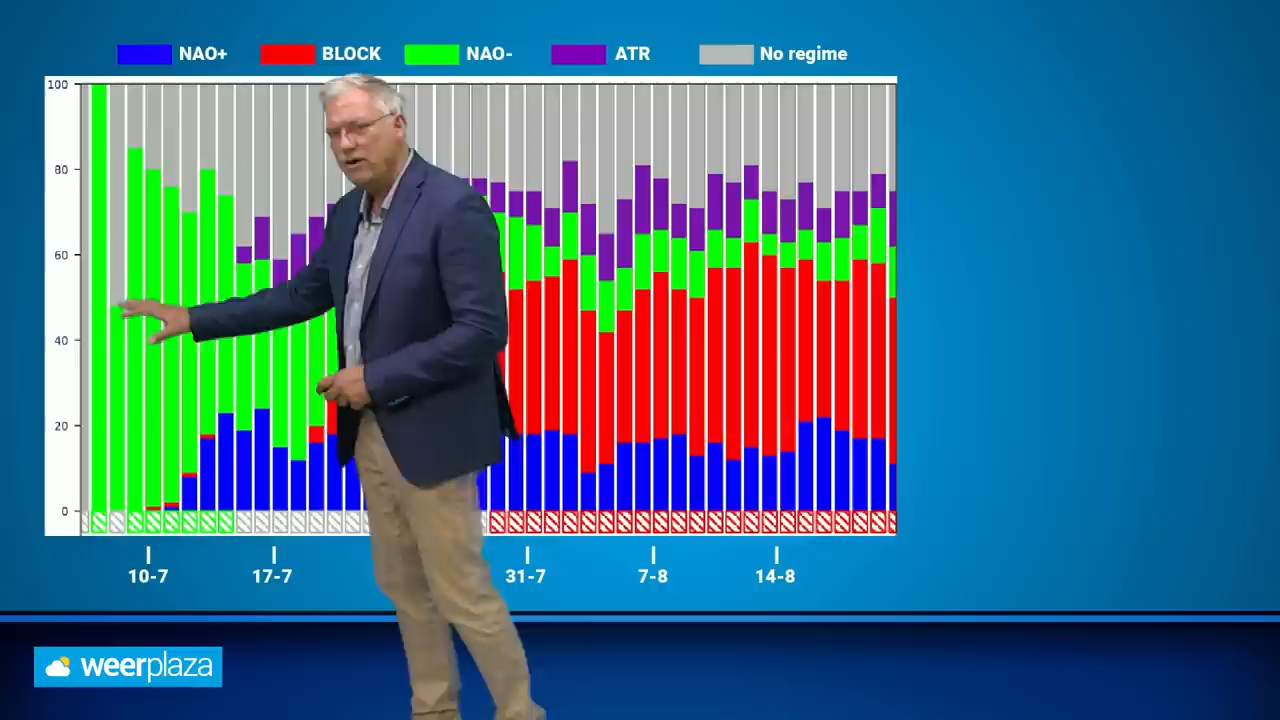 NAO+ BLOCK NAO- ATR No regime
100
80
60
40
20
0
10-7 17-7 31-7 7-8 14-8
weerplaza